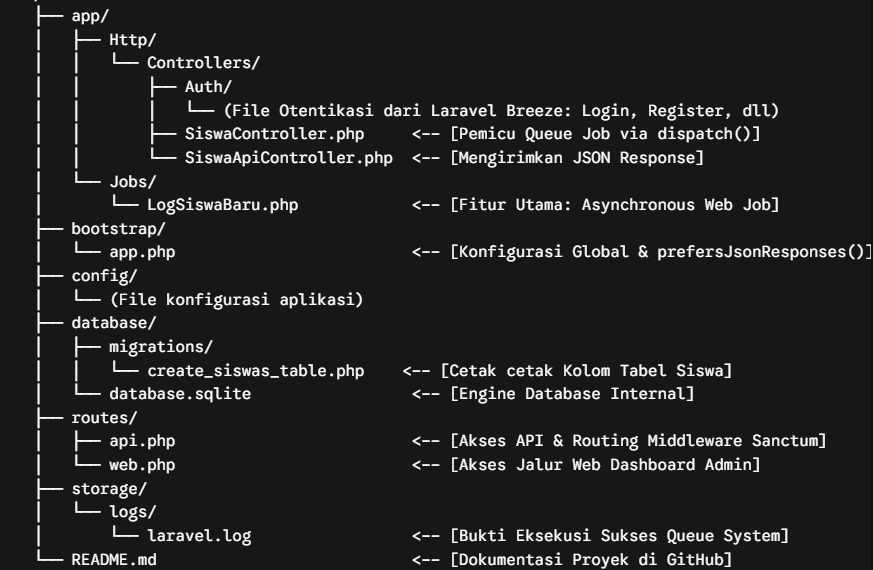 ├── app/
│   ├── Http/
│   │   └── Controllers/
│   │       ├── Auth/
│   │       │   └── (File Otentikasi dari Laravel Breeze: Login, Register, dll)
│   │       ├── SiswaController.php     <-- [Pemicu Queue Job via dispatch()]
│   │       └── SiswaApiController.php  <-- [Mengirimkan JSON Response]
│   └── Jobs/
│       └── LogSiswaBaru.php            <-- [Fitur Utama: Asynchronous Web Job]
├── bootstrap/
│   └── app.php                         <-- [Konfigurasi Global & prefersJsonResponses()]
├── config/
│   └── (File konfigurasi aplikasi)
├── database/
│   ├── migrations/
│   │   └── create_siswas_table.php    <-- [Cetak cetak Kolom Tabel Siswa]
│   └── database.sqlite                 <-- [Engine Database Internal]
├── routes/
│   ├── api.php                         <-- [Akses API & Routing Middleware Sanctum]
│   └── web.php                         <-- [Akses Jalur Web Dashboard Admin]
├── storage/
│   └── logs/
│       └── laravel.log                 <-- [Bukti Eksekusi Sukses Queue System]
└── README.md                           <-- [Dokumentasi Proyek di GitHub]